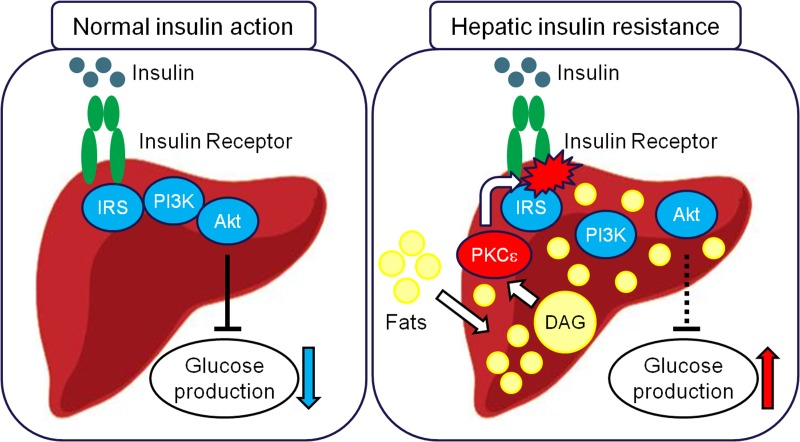 Normal insulin action
Insulin
Insulin Receptor
IRS
PI3K
Akt
Glucose
production
Hepatic insulin resistance
Insulin
Insulin Receptor
IRS
PI3K
Akt
PKCε
Fats
DAG
Glucose
production